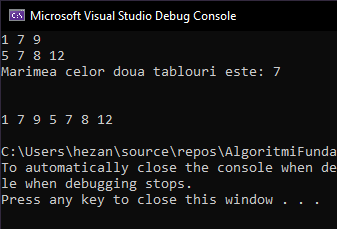 Microsoft Visual Studio Debug Console
1 7 9
5 7 8 12
Marimea celor doua tablouri este: 7
1 7 9 5 7 8 12
C:\Users\hezan\source\repos\AlgoritmiFunda
To automatically close the console when de
le when debugging stops.
Press any key to close this window . . .